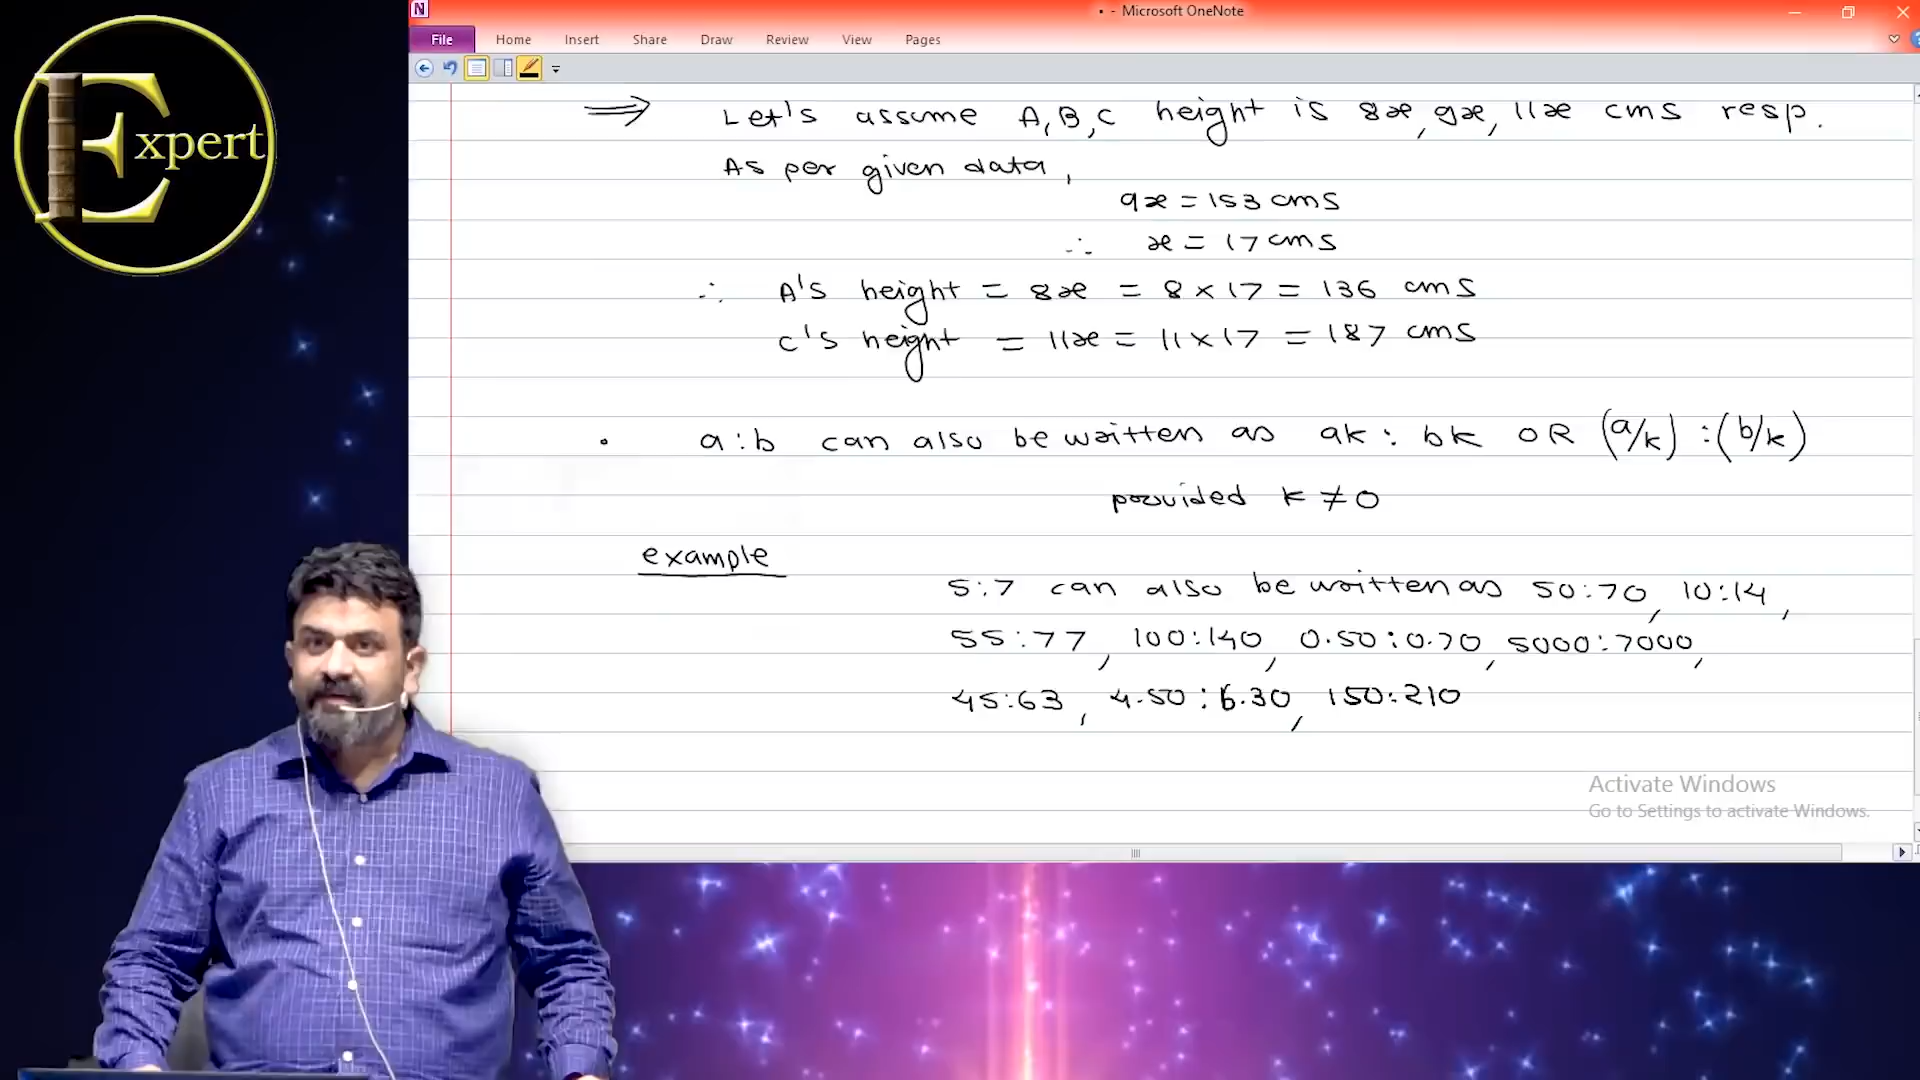 Expert
N
- Microsoft OneNote
File Home Insert Share Draw Review View Pages
⇒ Let's assume A, B, C height is 8x, 9x, 11x cms resp.
As per given data,
9x = 153 cms
∴ x = 17 cms
∴ A's height = 8x = 8 × 17 = 136 cms
C's height = 11x = 11 × 17 = 187 cms
• a : b can also be written as ak : bk OR (a/k) : (b/k)
provided k ≠ 0
example
5:7 can also be written as 50:70, 10:14,
55:77, 100:140, 0.50:0.70, 5000:7000,
45:63, 4.50:6.30, 150:210
Activate Windows
Go to Settings to activate Windows.